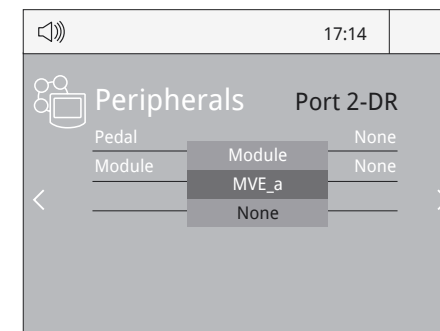 17:14
Peripherals Port 2-DR
Pedal None
Module None
Module
MVE_a
None